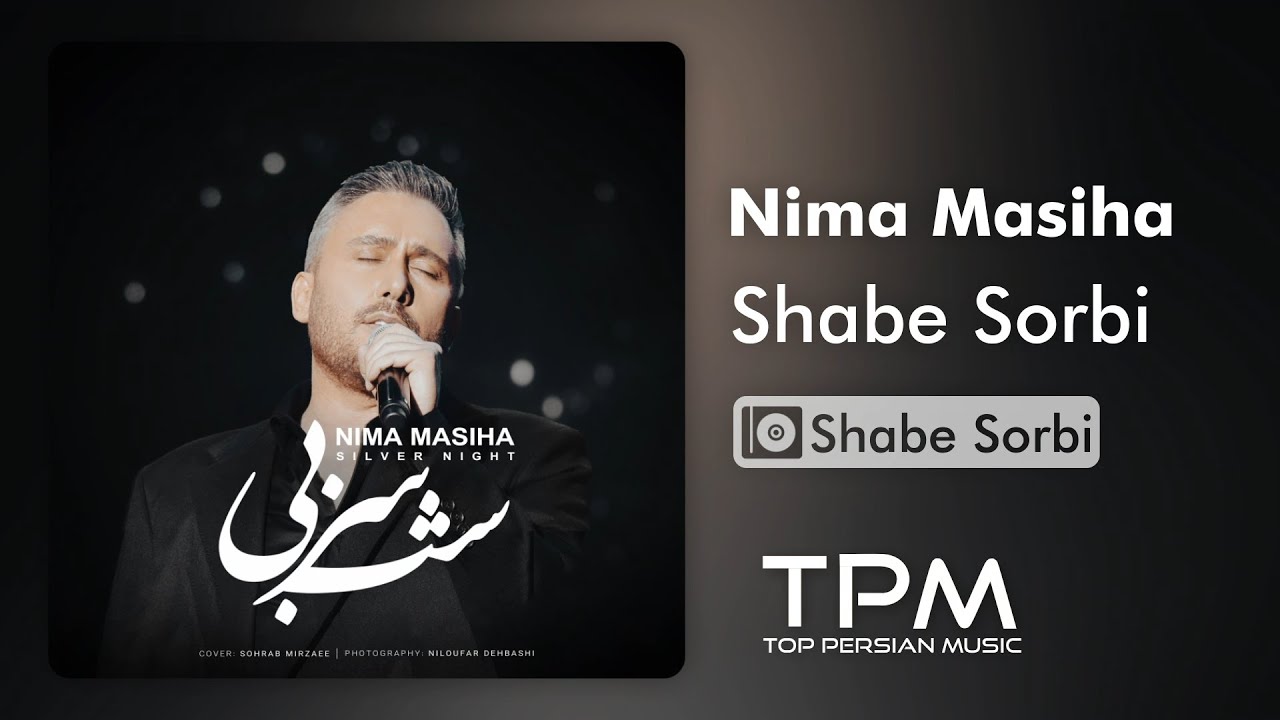 NIMA MASIHA
SILVER NIGHT
شب سربی
COVER: SOHRAB MIRZAEE | PHOTOGRAPHY: NILOUFAR DEHBASHI
Nima Masiha
Shabe Sorbi
Shabe Sorbi
TPM
TOP PERSIAN MUSIC